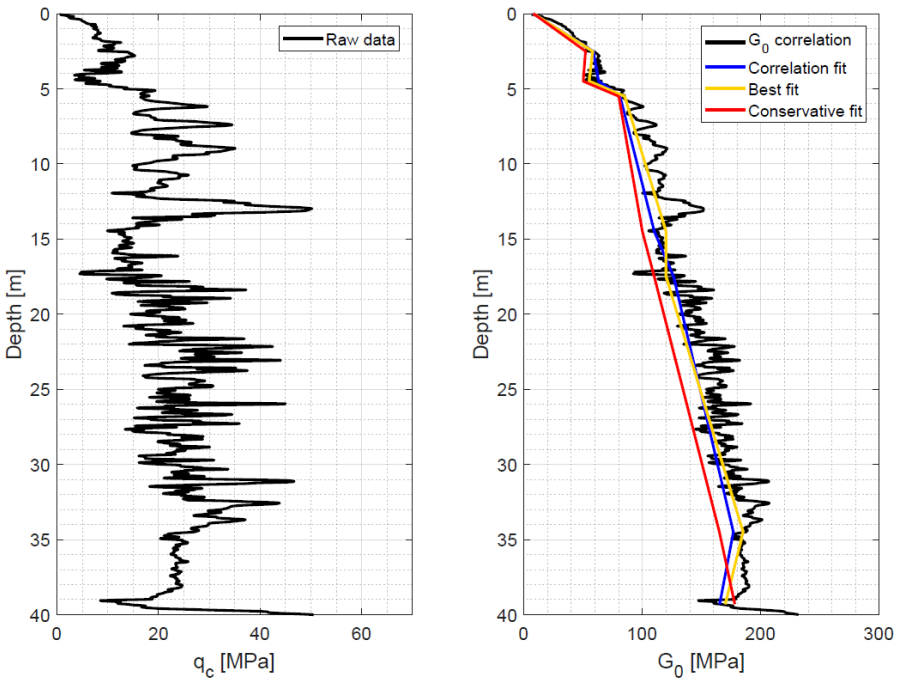 Raw data
0
5
10
15
20
25
30
35
40
0 20 40 60
Depth [m]
q_c [MPa]
G_0 correlation
Correlation fit
Best fit
Conservative fit
0
5
10
15
20
25
30
35
40
0 100 200 300
Depth [m]
G_0 [MPa]